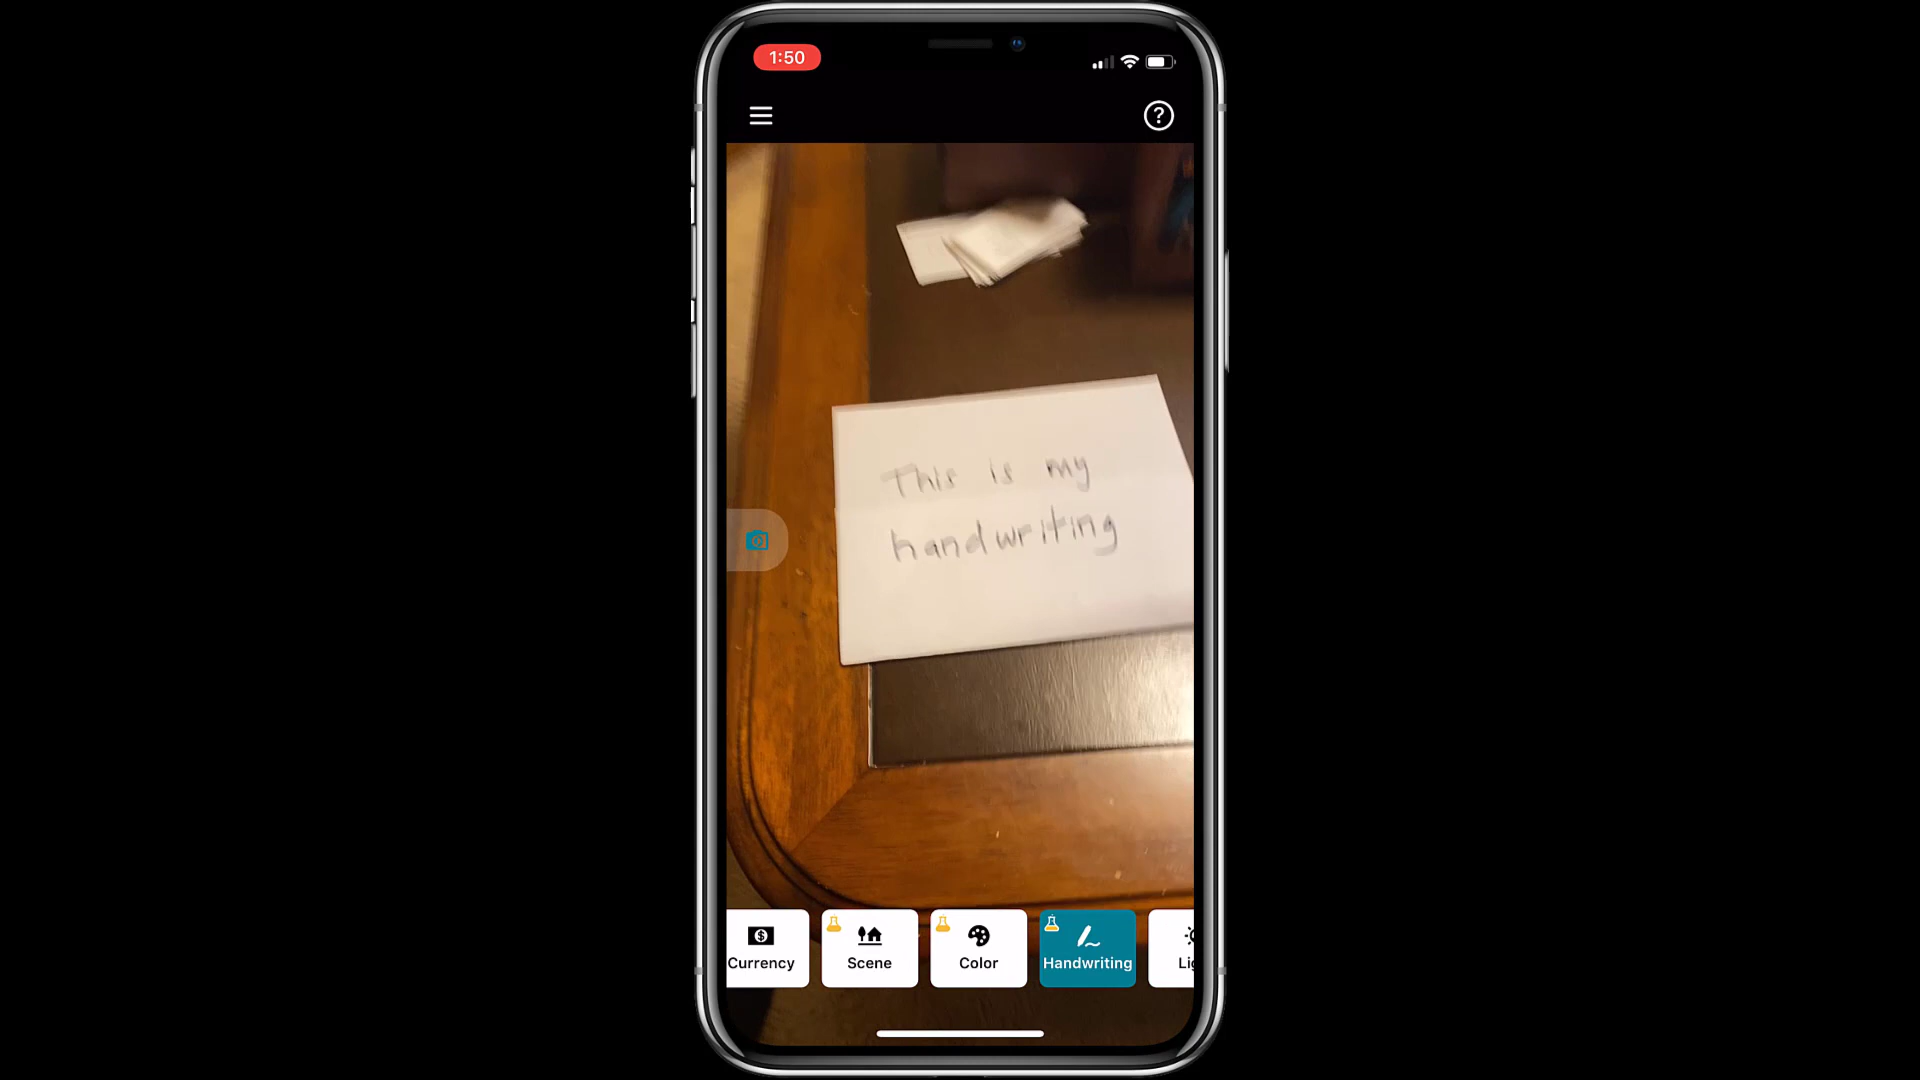 1:50
?
This is my
handwriting
Currency
Scene
Color
Handwriting